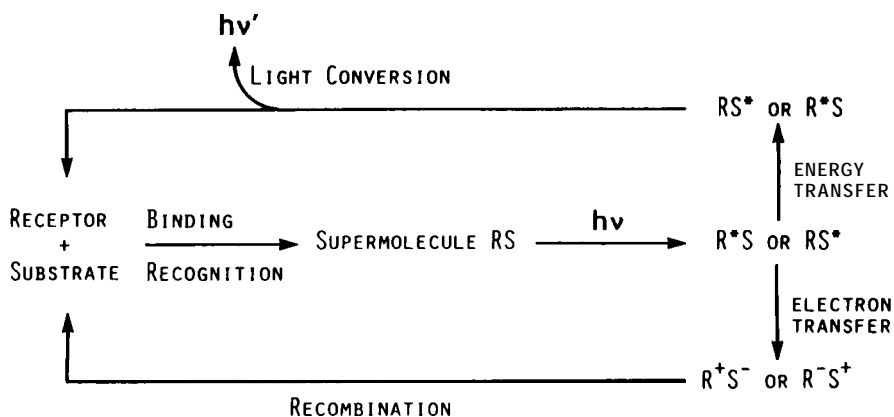 hν'
LIGHT CONVERSION
RS* OR R*S
ENERGY
TRANSFER
RECEPTOR
+
SUBSTRATE
BINDING
RECOGNITION
SUPERMOLECULE RS
hν
R*S OR RS*
ELECTRON
TRANSFER
R⁺S⁻ OR R⁻S⁺
RECOMBINATION